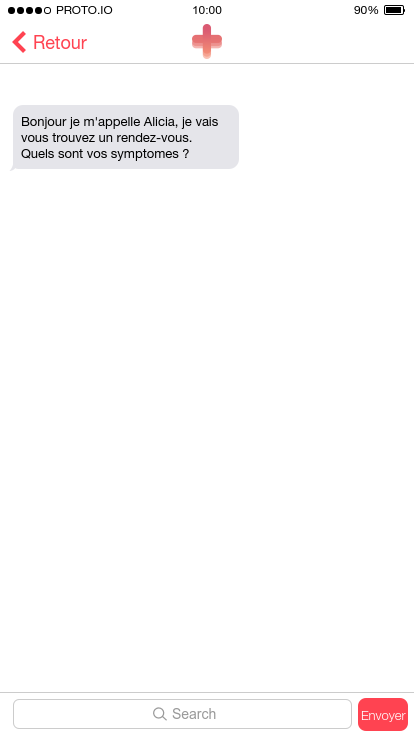 PROTO.IO 10:00 90%
Retour
Bonjour je m'appelle Alicia, je vais
vous trouvez un rendez-vous.
Quels sont vos symptomes ?
Search
Envoyer